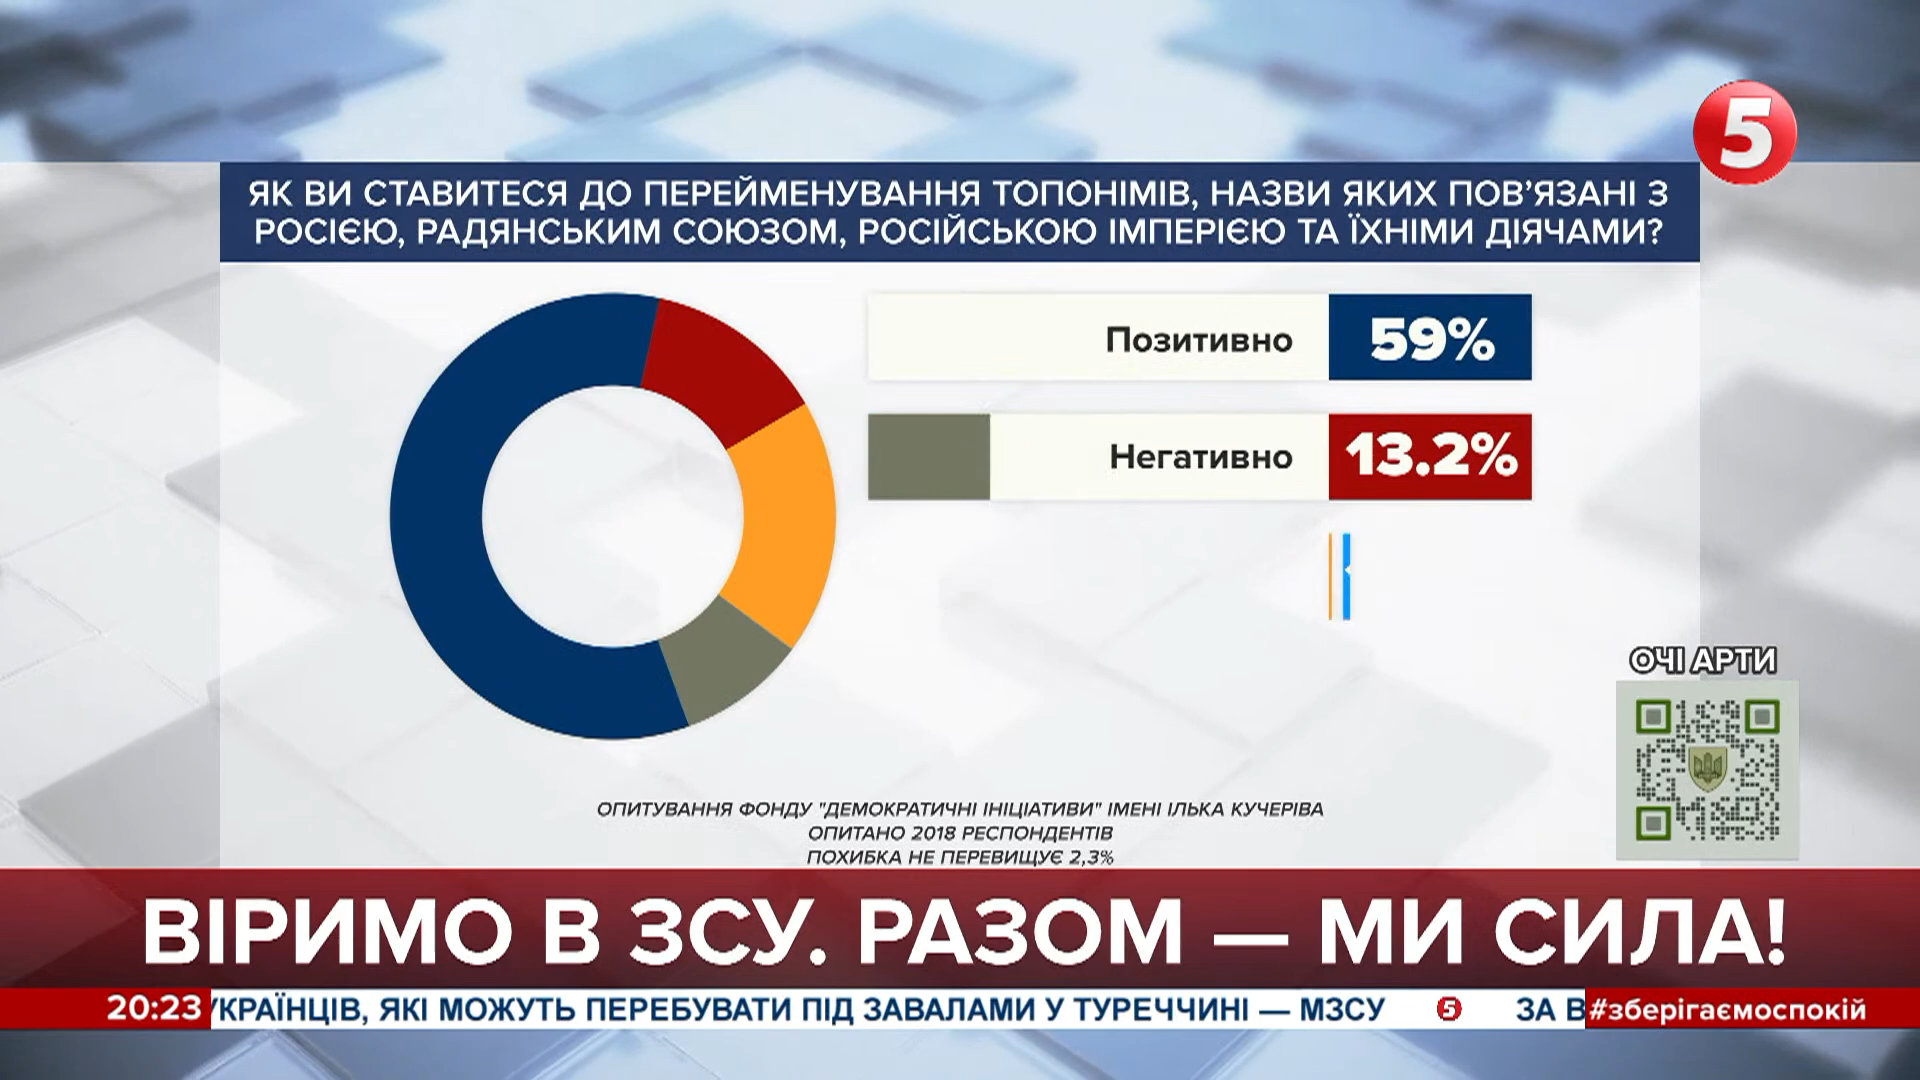 5
ЯК ВИ СТАВИТЕСЯ ДО ПЕРЕЙМЕНУВАННЯ ТОПОНІМІВ, НАЗВИ ЯКИХ ПОВ’ЯЗАНІ З
РОСІЄЮ, РАДЯНСЬКИМ СОЮЗОМ, РОСІЙСЬКОЮ ІМПЕРІЄЮ ТА ЇХНІМИ ДІЯЧАМИ?
Позитивно 59%
Негативно 13.2%
ОЧІ АРТИ
ОПИТУВАННЯ ФОНДУ "ДЕМОКРАТИЧНІ ІНІЦІАТИВИ" ІМЕНІ ІЛЬКА КУЧЕРІВА
ОПИТАНО 2018 РЕСПОНДЕНТІВ
ПОХИБКА НЕ ПЕРЕВИЩУЄ 2,3%
ВІРИМО В ЗСУ. РАЗОМ — МИ СИЛА!
20:23 УКРАЇНЦІВ, ЯКІ МОЖУТЬ ПЕРЕБУВАТИ ПІД ЗАВАЛАМИ У ТУРЕЧЧИНІ — МЗСУ 5 ЗА В #зберігаємоспокій